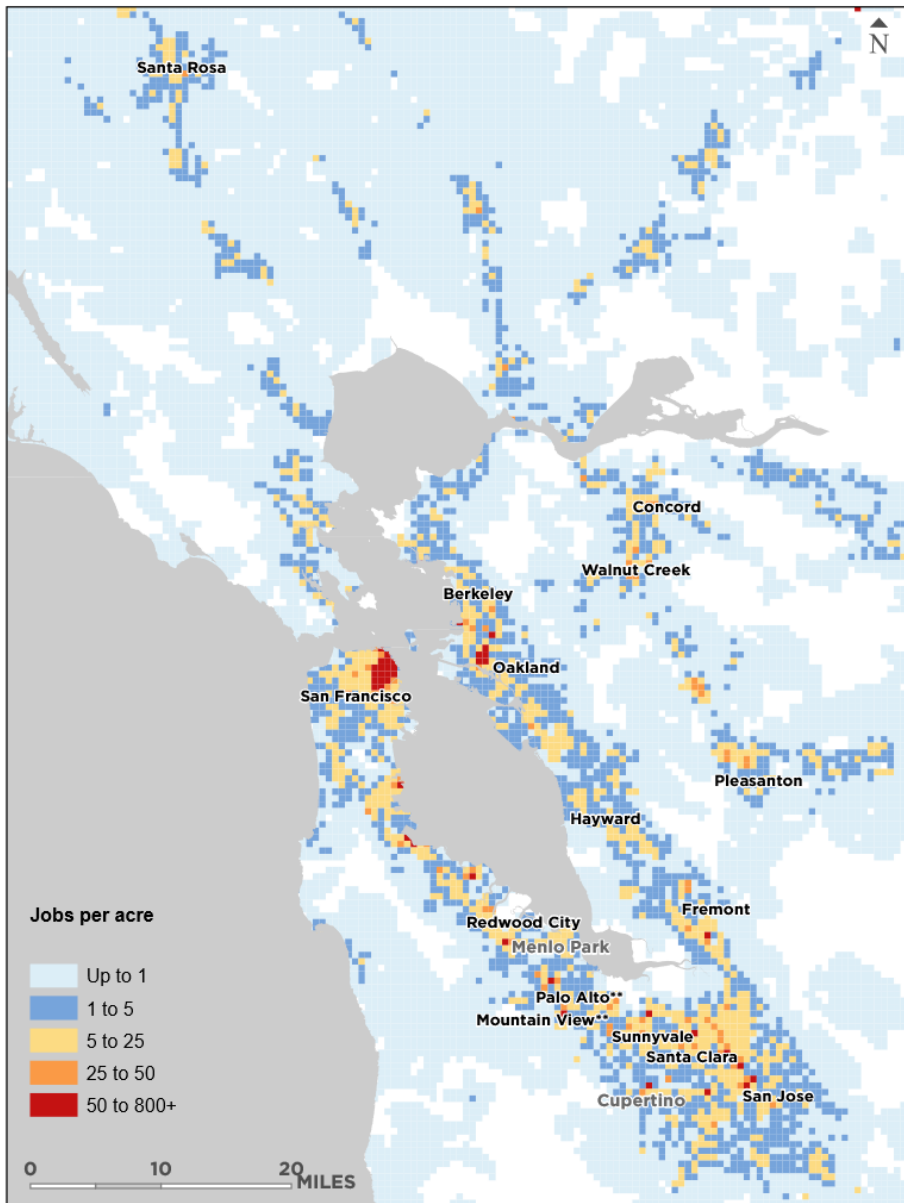 N
Santa Rosa
Concord
Walnut Creek
Berkeley
Oakland
San Francisco
Pleasanton
Hayward
Fremont
Redwood City
Menlo Park
Palo Alto**
Mountain View**
Sunnyvale
Santa Clara
Cupertino
San Jose
Jobs per acre
Up to 1
1 to 5
5 to 25
25 to 50
50 to 800+
0 10 20
MILES